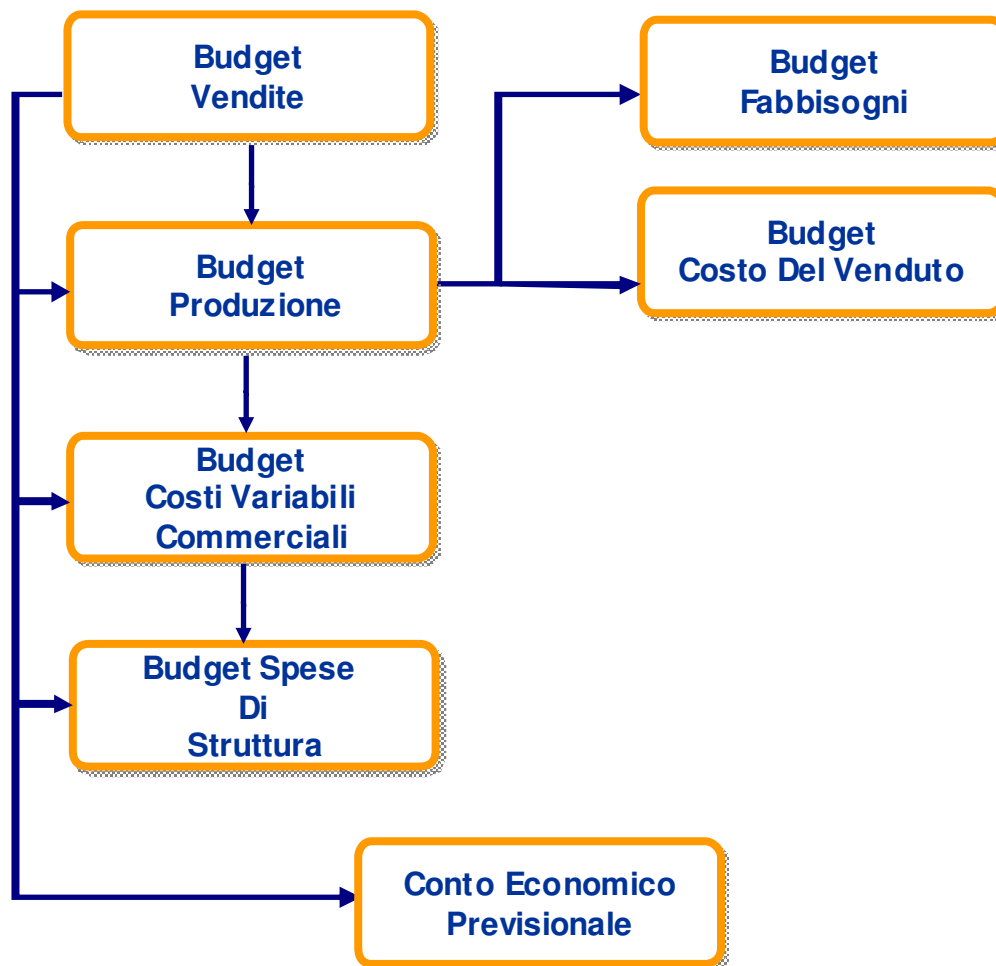 Budget
Vendite
Budget
Fabbisogni
Budget
Costo Del Venduto
Budget
Produzione
Budget
Costi Variabili
Commerciali
Budget Spese
Di
Struttura
Conto Economico
Previsionale